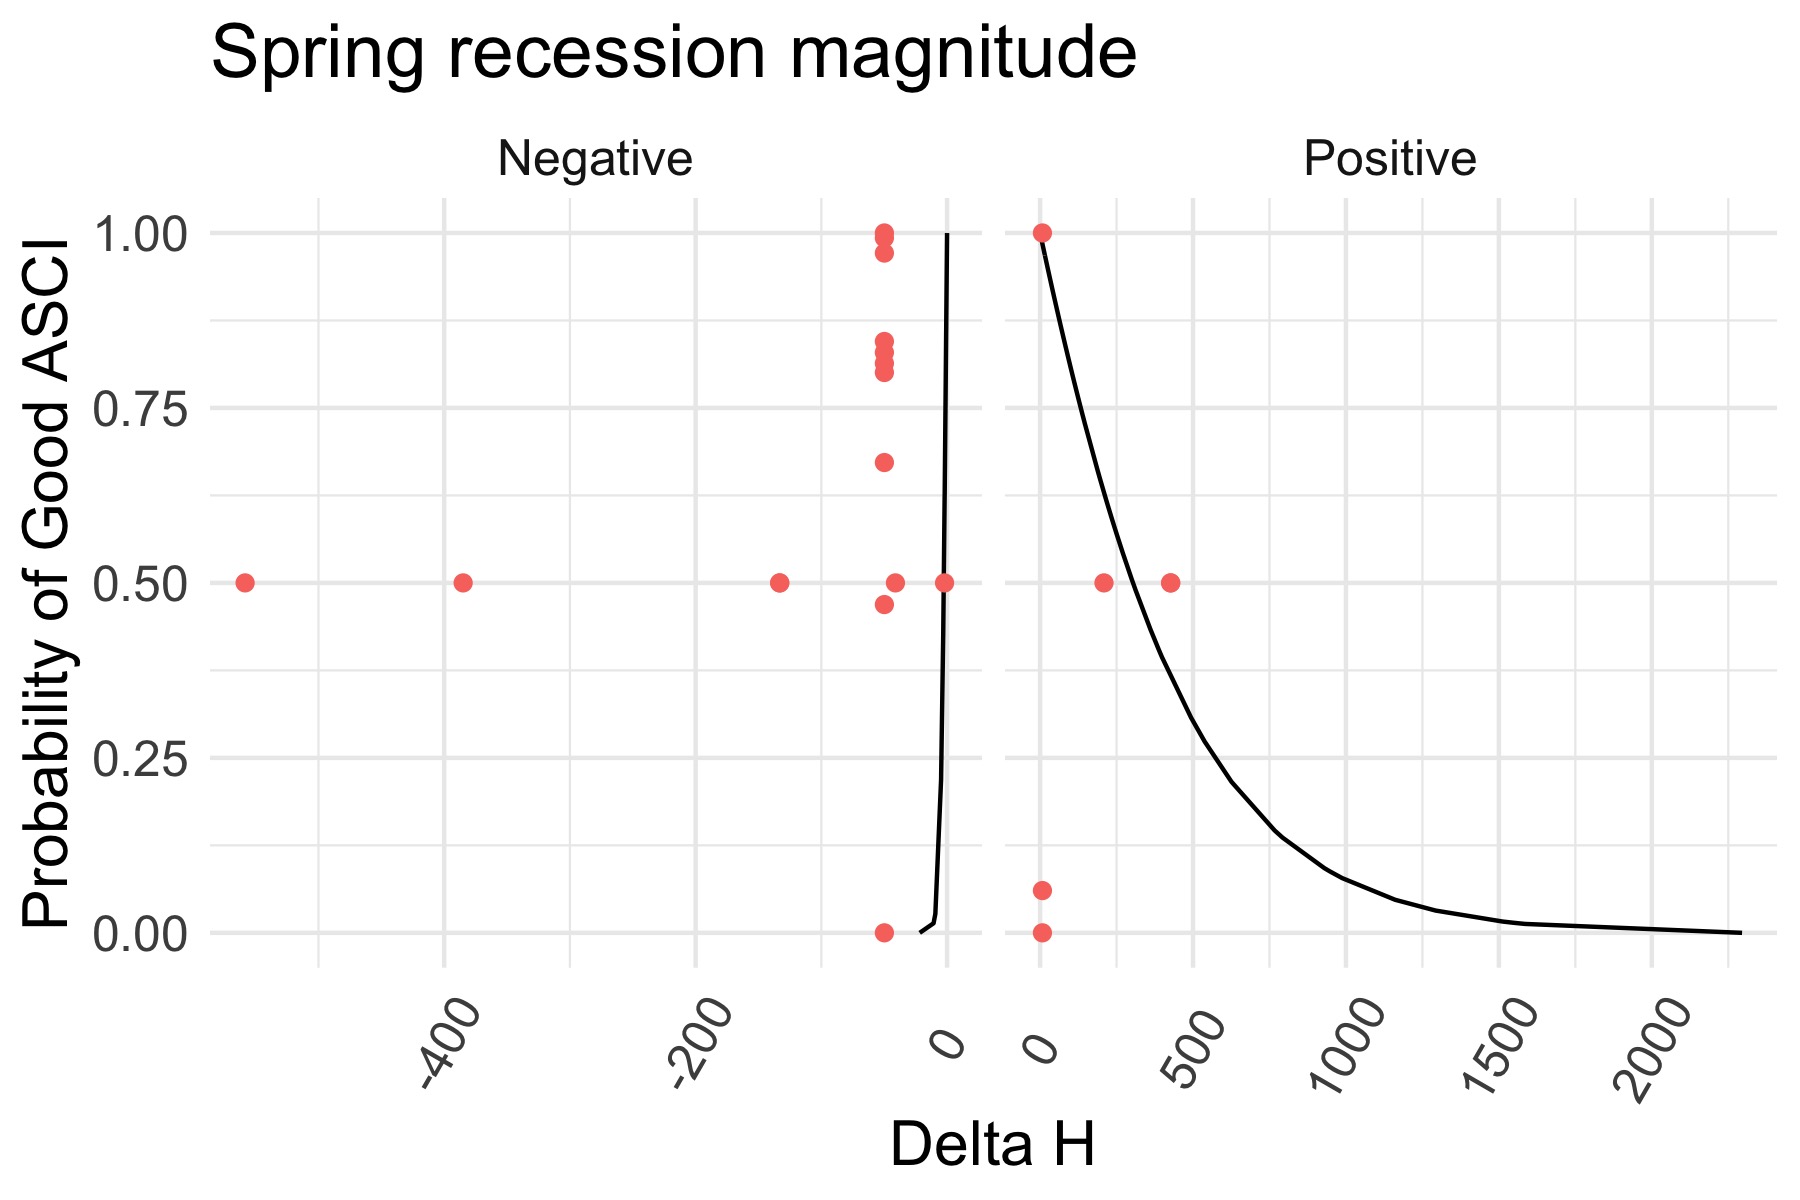 Spring recession magnitude
Negative Positive
Probability of Good ASCI
1.00
0.75
0.50
0.25
0.00
-400 -200 0 0 500 1000 1500 2000
Delta H